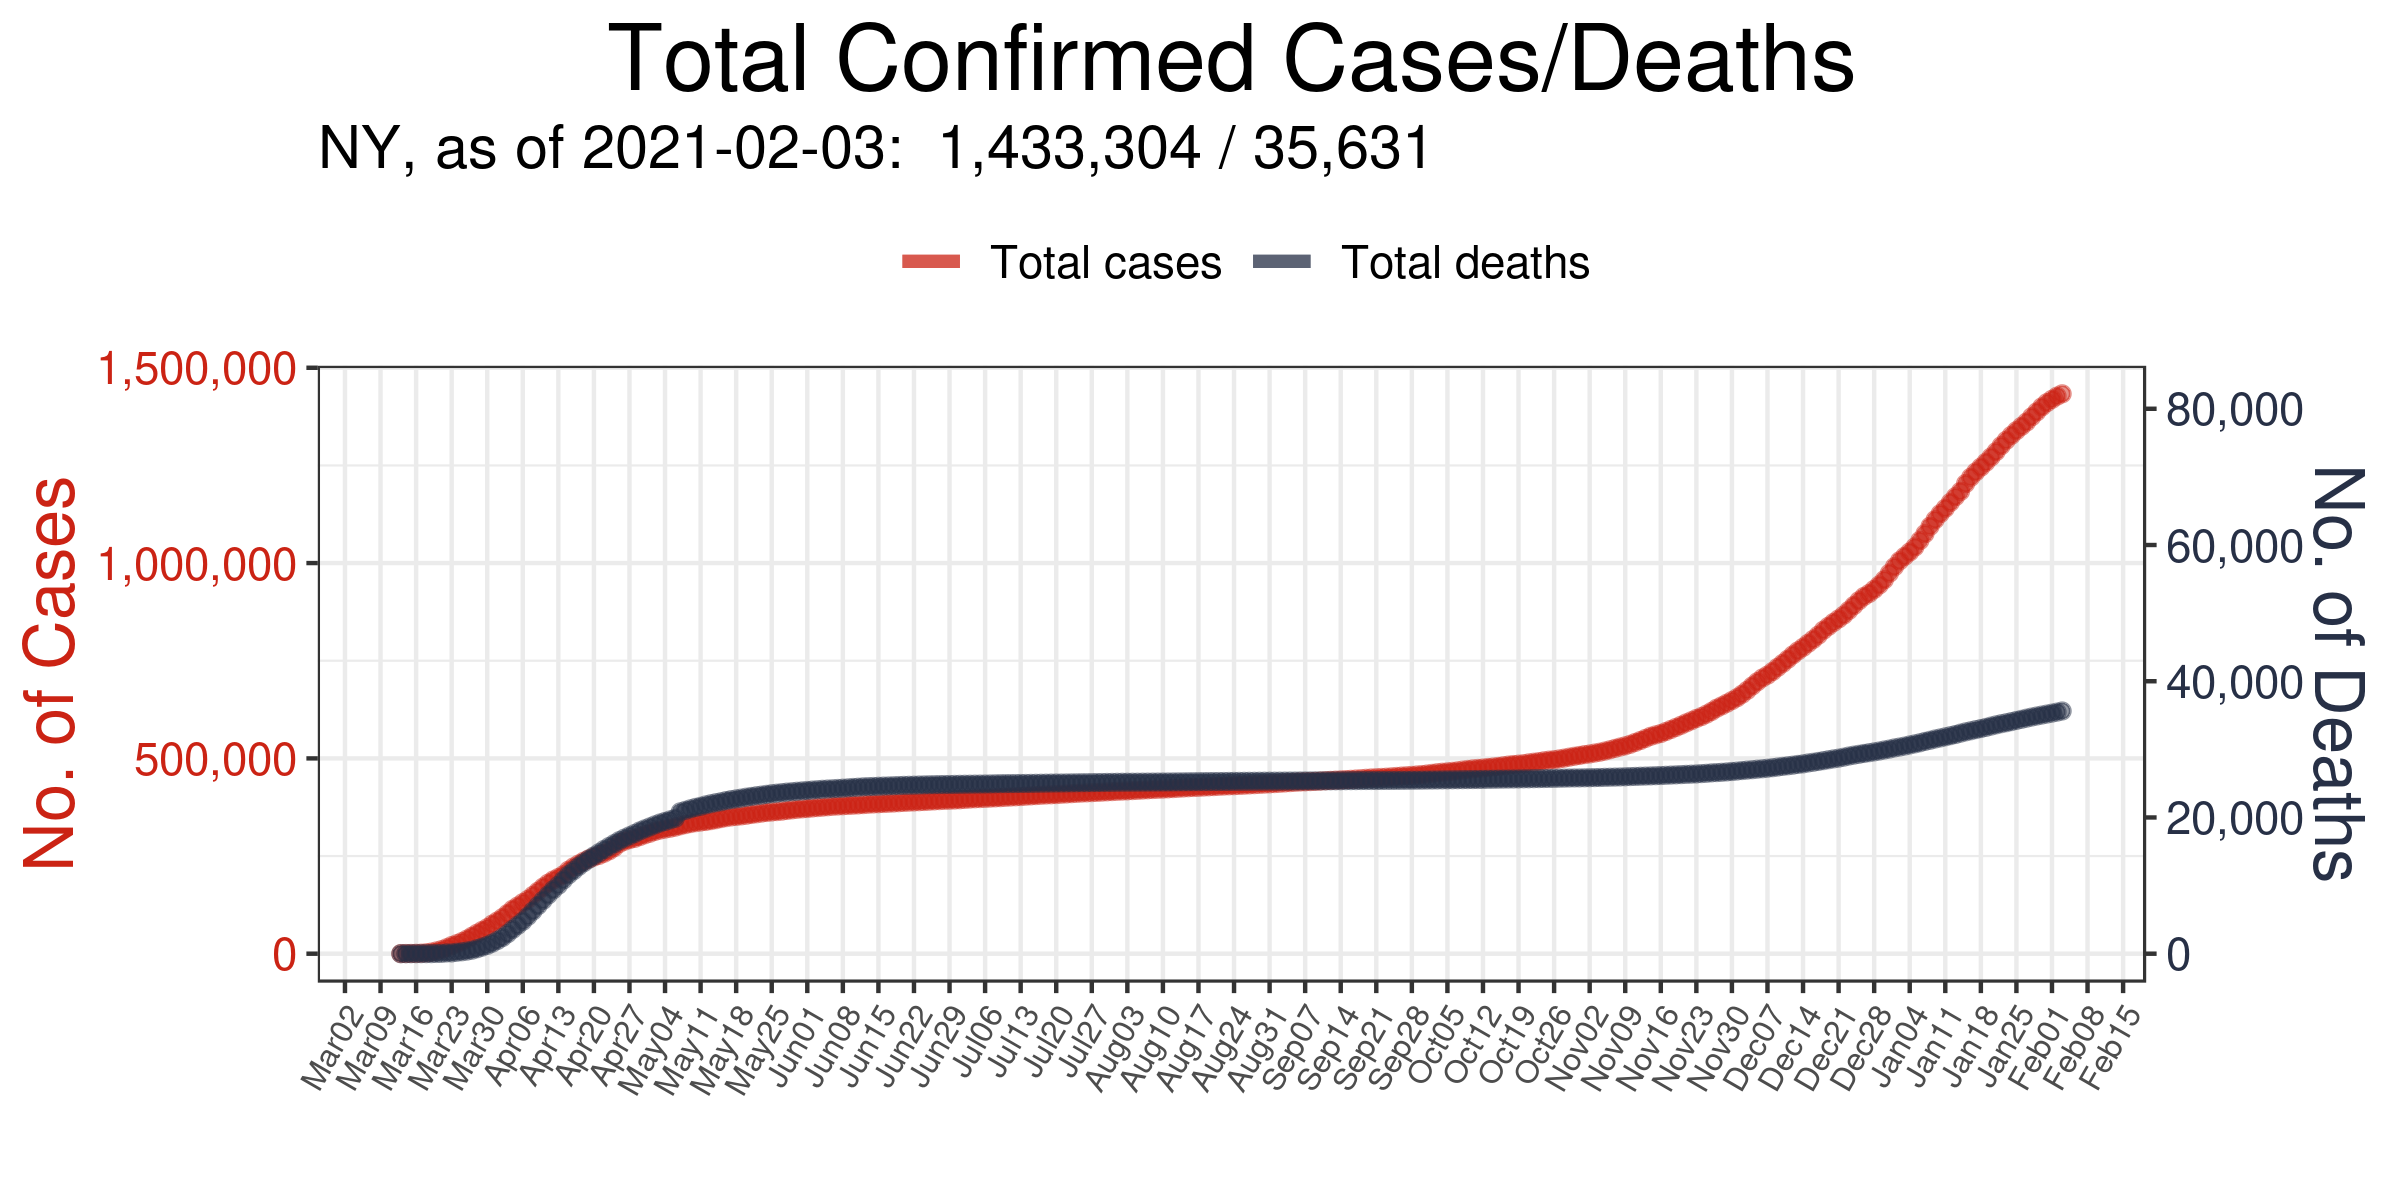 Total Confirmed Cases/Deaths
NY, as of 2021-02-03:  1,433,304 / 35,631
Total cases
Total deaths
No. of Cases
1,500,000
1,000,000
500,000
0
80,000
60,000
40,000
20,000
0
No. of Deaths
Mar02
Mar09
Mar16
Mar23
Mar30
Apr06
Apr13
Apr20
Apr27
May04
May11
May18
May25
Jun01
Jun08
Jun15
Jun22
Jun29
Jul06
Jul13
Jul20
Jul27
Aug03
Aug10
Aug17
Aug24
Aug31
Sep07
Sep14
Sep21
Sep28
Oct05
Oct12
Oct19
Oct26
Nov02
Nov09
Nov16
Nov23
Nov30
Dec07
Dec14
Dec21
Dec28
Jan04
Jan11
Jan18
Jan25
Feb01
Feb08
Feb15